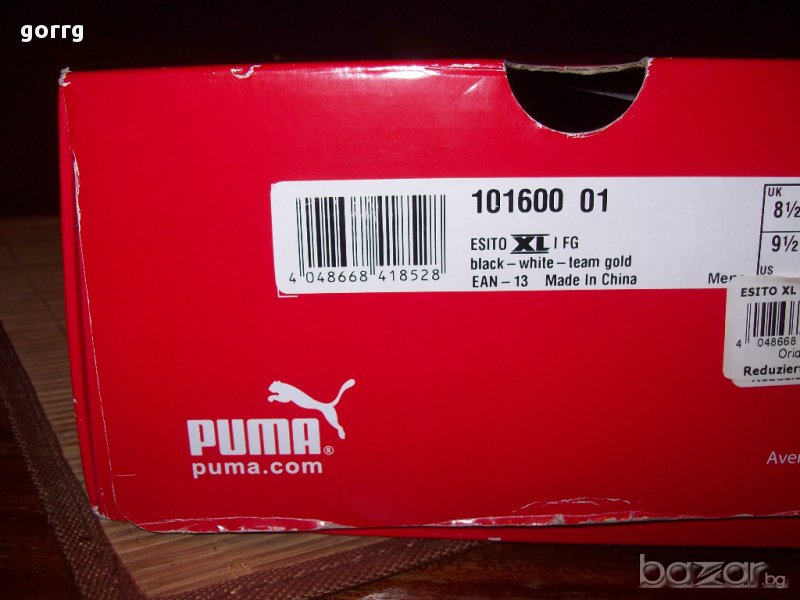 gorrg
101600 01
UK
8½
ESITO XL I FG
9½
black – white – team gold
US
4 048668 418528
EAN – 13 Made In China
ESITO XL
4 048668
Reduziert
PUMA®
puma.com
bazar.bg